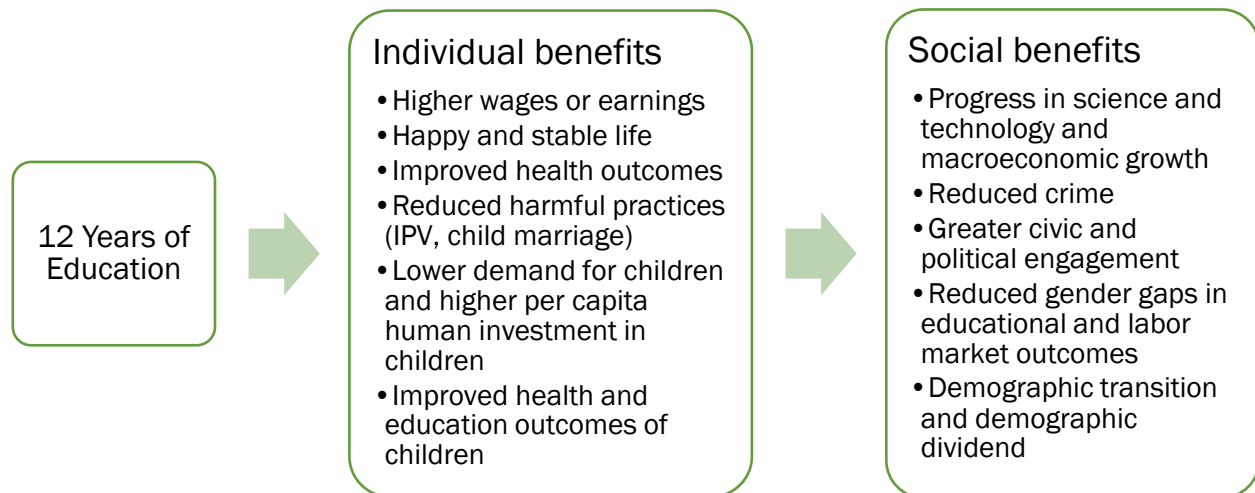 12 Years of
Education
Individual benefits
•Higher wages or earnings
•Happy and stable life
•Improved health outcomes
•Reduced harmful practices
(IPV, child marriage)
•Lower demand for children
and higher per capita
human investment in
children
•Improved health and
education outcomes of
children
Social benefits
•Progress in science and
technology and
macroeconomic growth
•Reduced crime
•Greater civic and
political engagement
•Reduced gender gaps in
educational and labor
market outcomes
•Demographic transition
and demographic
dividend